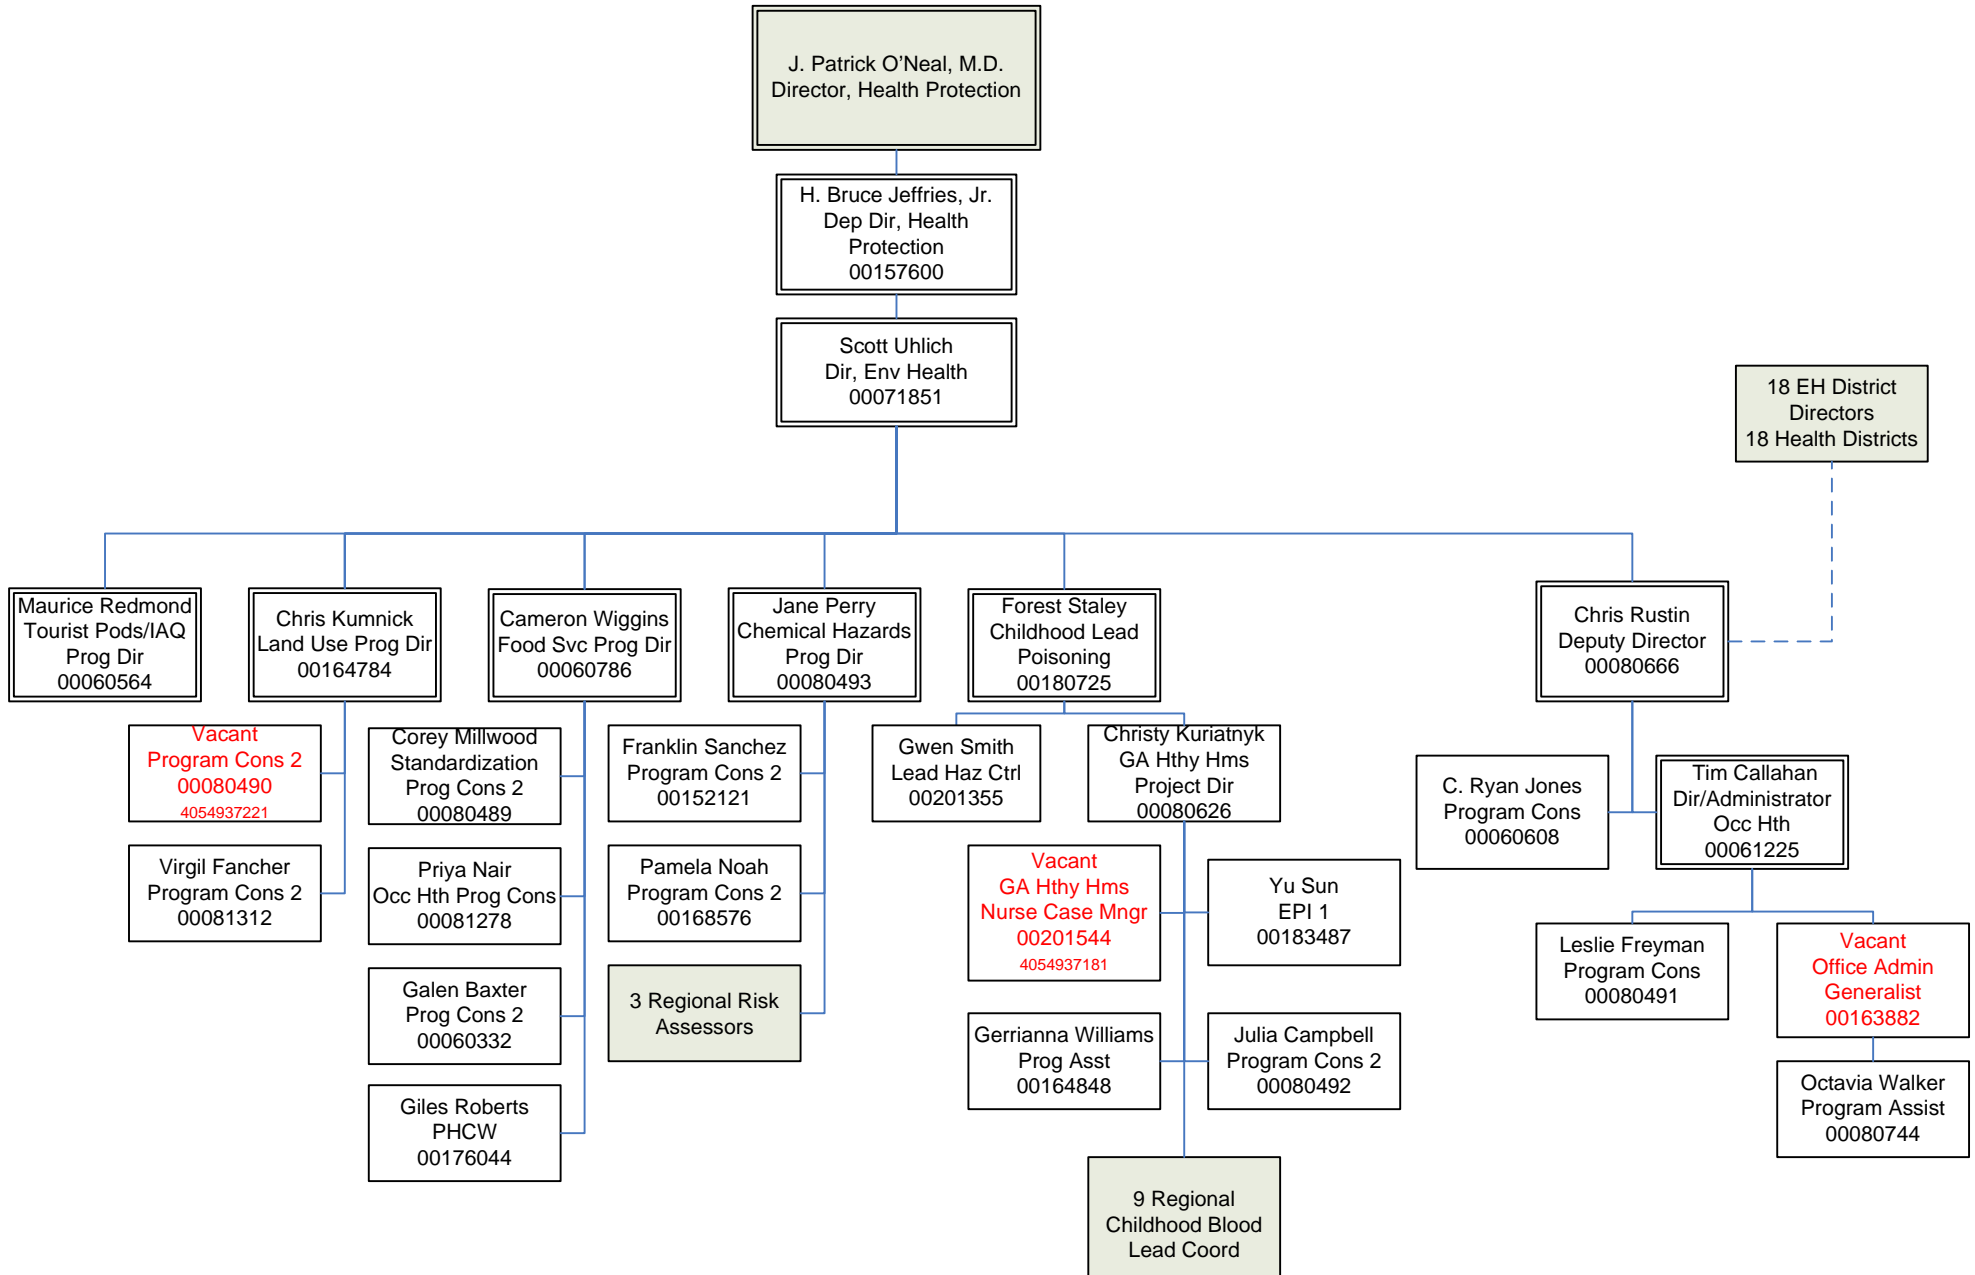 J. Patrick O'Neal, M.D.
Director, Health Protection
H. Bruce Jeffries, Jr.
Dep Dir, Health
Protection
00157600
Scott Uhlich
Dir, Env Health
00071851
18 EH District
Directors
18 Health Districts
Maurice Redmond
Tourist Pods/IAQ
Prog Dir
00060564
Chris Kumnick
Land Use Prog Dir
00164784
Cameron Wiggins
Food Svc Prog Dir
00060786
Jane Perry
Chemical Hazards
Prog Dir
00080493
Forest Staley
Childhood Lead
Poisoning
00180725
Chris Rustin
Deputy Director
00080666
Vacant
Program Cons 2
00080490
4054937221
Virgil Fancher
Program Cons 2
00081312
Corey Millwood
Standardization
Prog Cons 2
00080489
Priya Nair
Occ Hth Prog Cons
00081278
Galen Baxter
Prog Cons 2
00060332
Giles Roberts
PHCW
00176044
Franklin Sanchez
Program Cons 2
00152121
Pamela Noah
Program Cons 2
00168576
3 Regional Risk
Assessors
Gwen Smith
Lead Haz Ctrl
00201355
Christy Kuriatnyk
GA Hthy Hms
Project Dir
00080626
Vacant
GA Hthy Hms
Nurse Case Mngr
00201544
4054937181
Yu Sun
EPI 1
00183487
Gerrianna Williams
Prog Asst
00164848
Julia Campbell
Program Cons 2
00080492
9 Regional
Childhood Blood
Lead Coord
C. Ryan Jones
Program Cons
00060608
Tim Callahan
Dir/Administrator
Occ Hth
00061225
Leslie Freyman
Program Cons
00080491
Vacant
Office Admin
Generalist
00163882
Octavia Walker
Program Assist
00080744